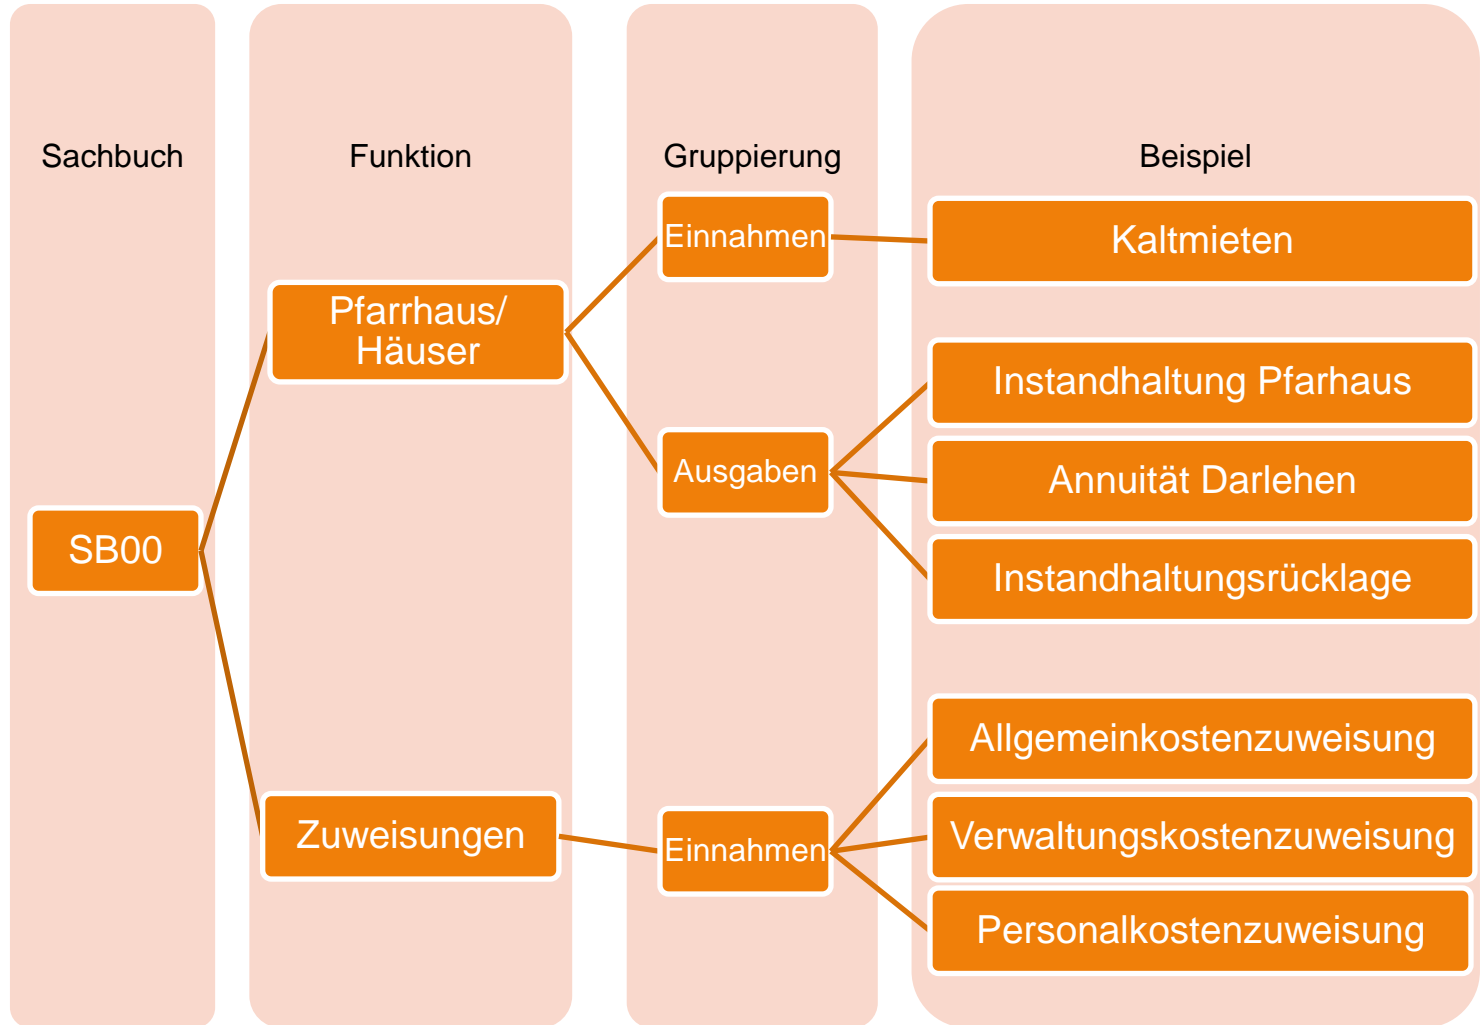 Sachbuch
Funktion
Gruppierung
Beispiel
SB00
Pfarrhaus/
Häuser
Einnahmen
Kaltmieten
Ausgaben
Instandhaltung Pfarhaus
Annuität Darlehen
Instandhaltungsrücklage
Zuweisungen
Einnahmen
Allgemeinkostenzuweisung
Verwaltungskostenzuweisung
Personalkostenzuweisung